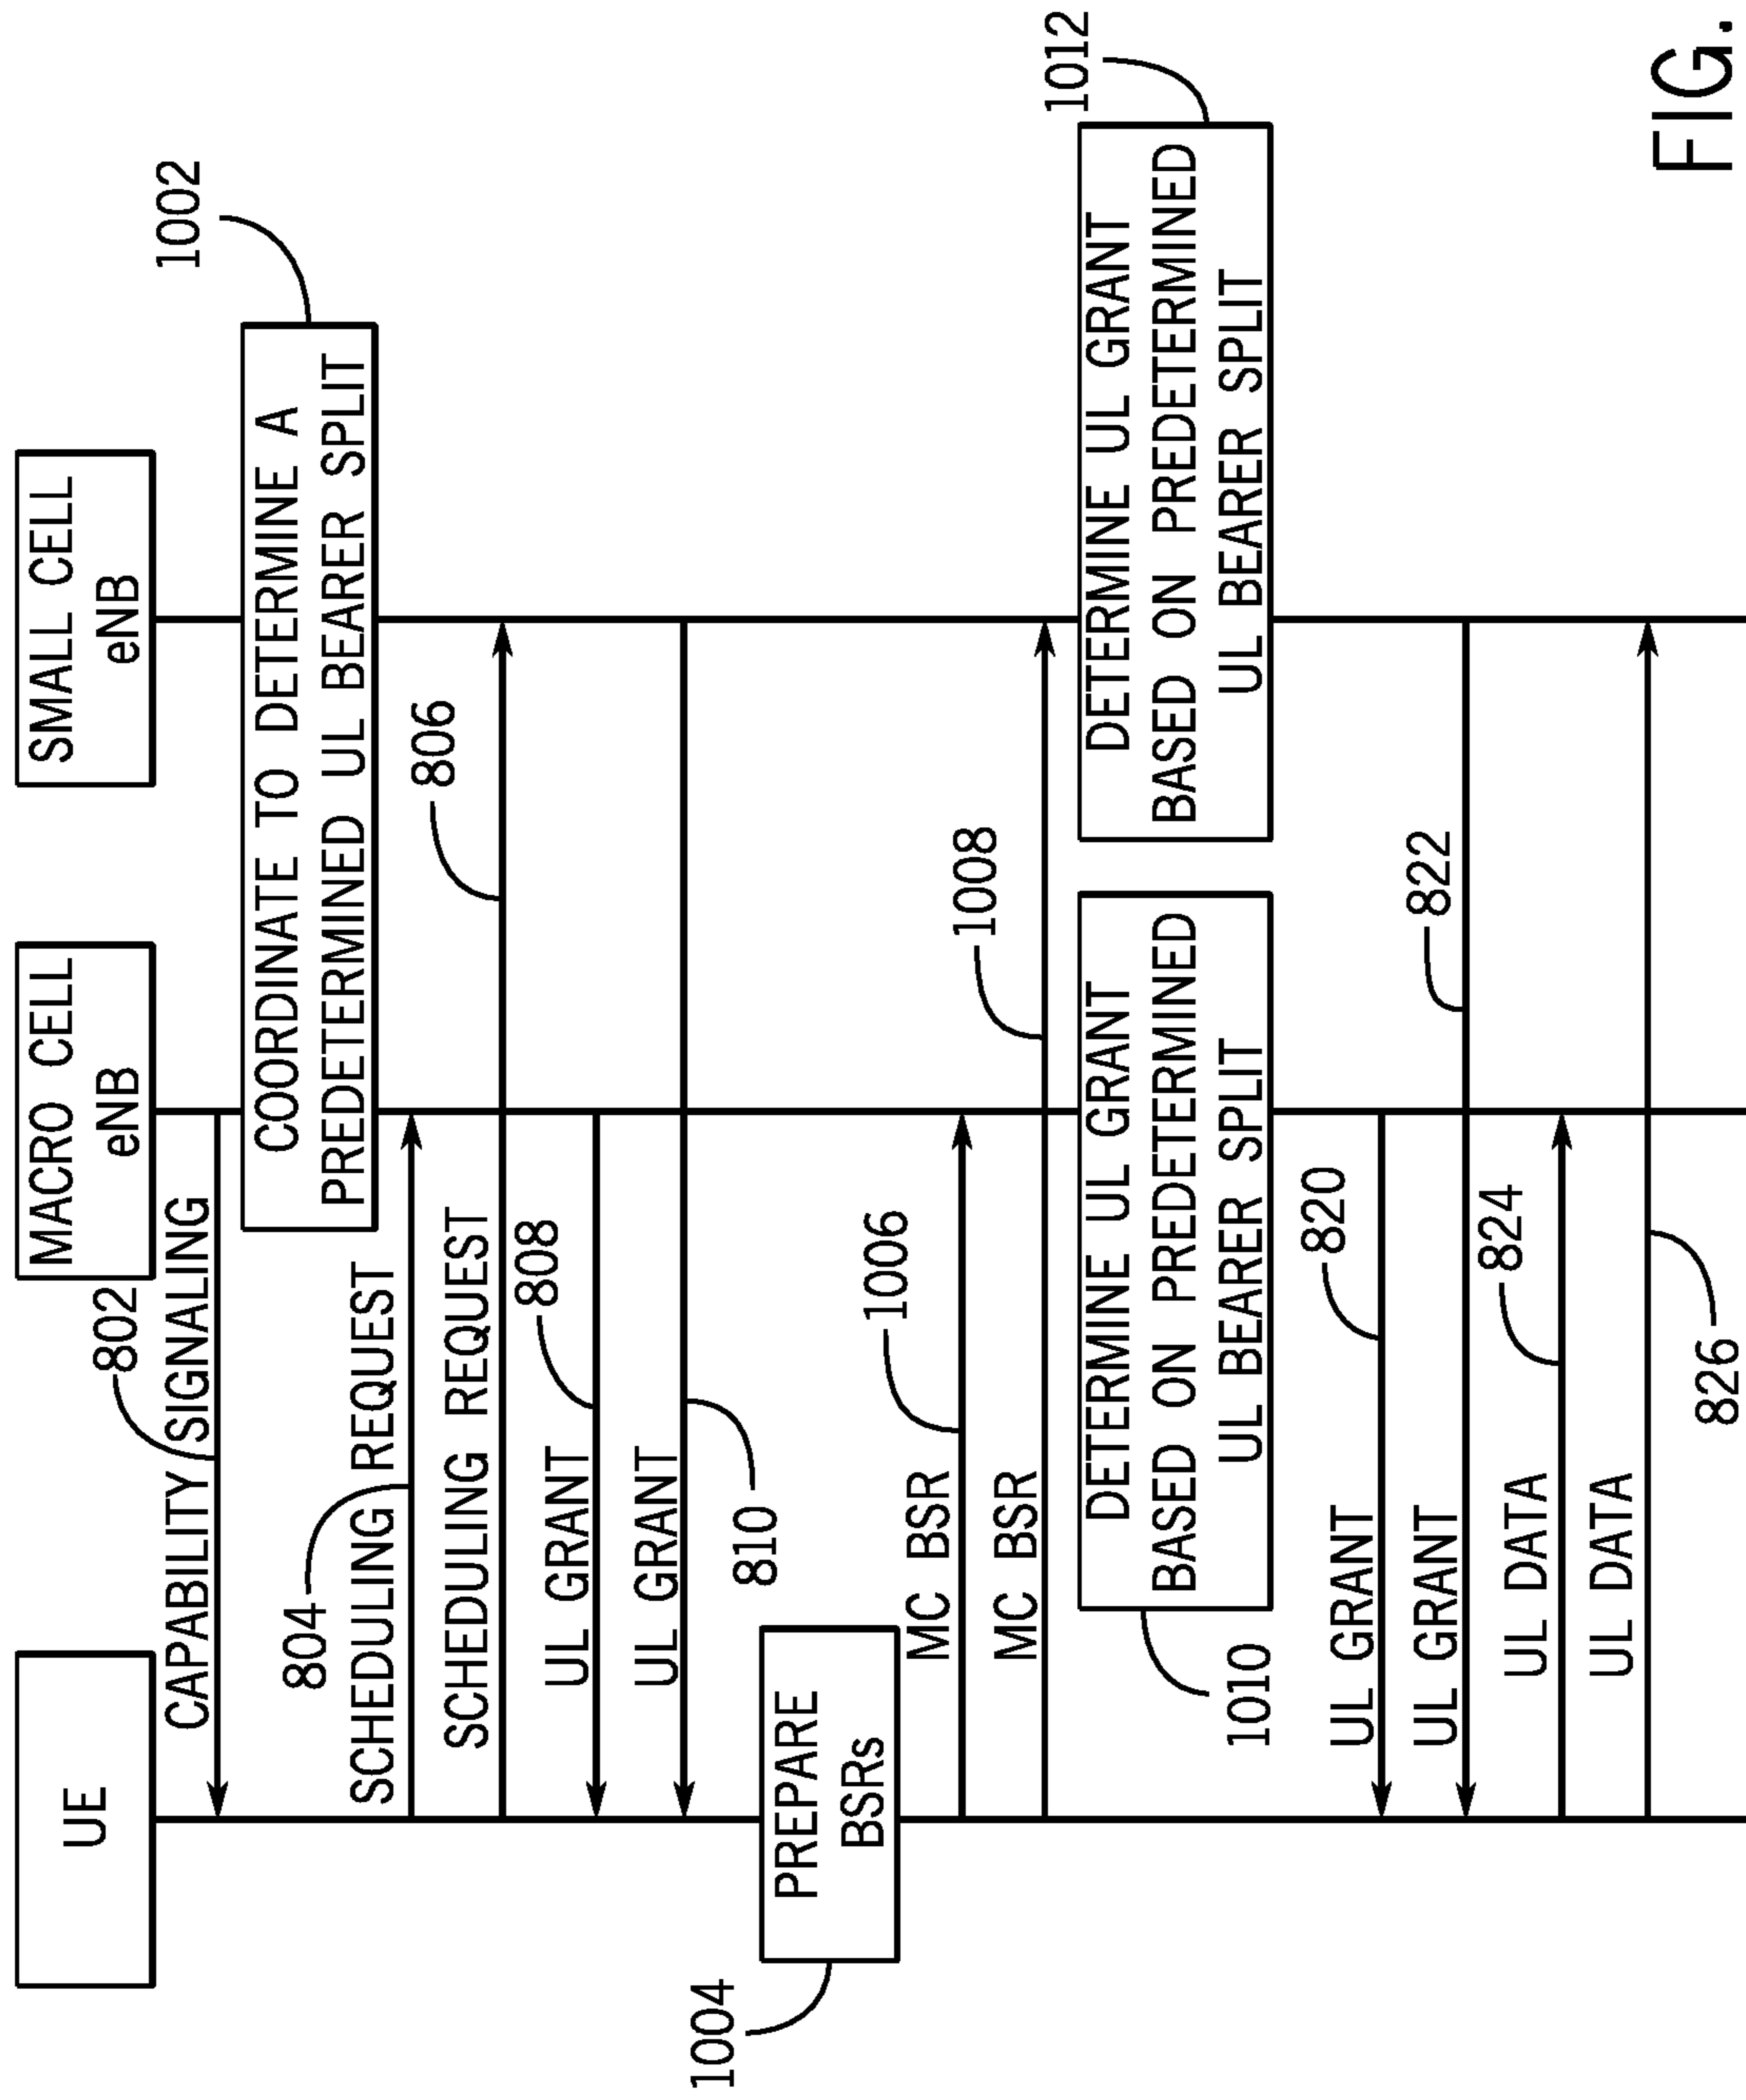 UE
MACRO CELL
eNB
SMALL CELL
eNB
802
CAPABILITY SIGNALING
1002
COORDINATE TO DETERMINE A
PREDETERMINED UL BEARER SPLIT
804
SCHEDULING REQUEST
806
SCHEDULING REQUEST
808
UL GRANT
UL GRANT
810
1004
PREPARE
BSRs
1006
MC BSR
1008
MC BSR
1010
DETERMINE UL GRANT
BASED ON PREDETERMINED
UL BEARER SPLIT
1012
DETERMINE UL GRANT
BASED ON PREDETERMINED
UL BEARER SPLIT
820
UL GRANT
822
UL GRANT
824
UL DATA
UL DATA
826
FIG.